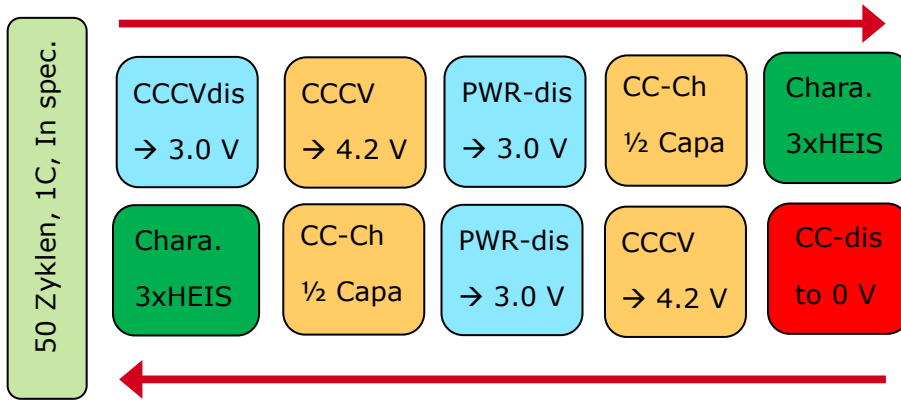 50 Zyklen, 1C, In spec.
CCCVdis
→ 3.0 V
CCCV
→ 4.2 V
PWR-dis
→ 3.0 V
CC-Ch
½ Capa
Chara.
3xHEIS
Chara.
3xHEIS
CC-Ch
½ Capa
PWR-dis
→ 3.0 V
CCCV
→ 4.2 V
CC-dis
to 0 V